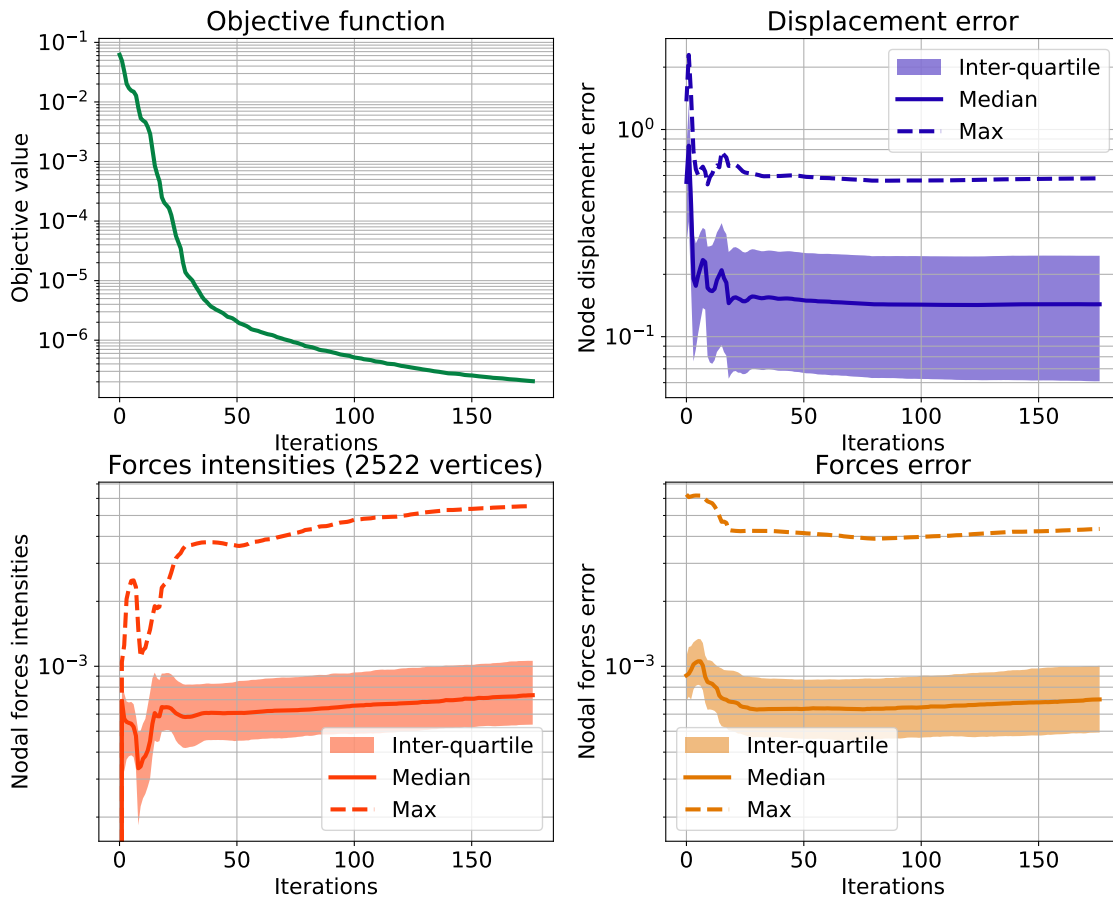 Objective function
Objective value
10⁻¹
10⁻²
10⁻³
10⁻⁴
10⁻⁵
10⁻⁶
0 50 100 150
Iterations
Displacement error
Node displacement error
10⁰
10⁻¹
Inter-quartile
Median
Max
0 50 100 150
Iterations
Forces intensities (2522 vertices)
Nodal forces intensities
10⁻³
Inter-quartile
Median
Max
0 50 100 150
Iterations
Forces error
Nodal forces error
10⁻³
Inter-quartile
Median
Max
0 50 100 150
Iterations